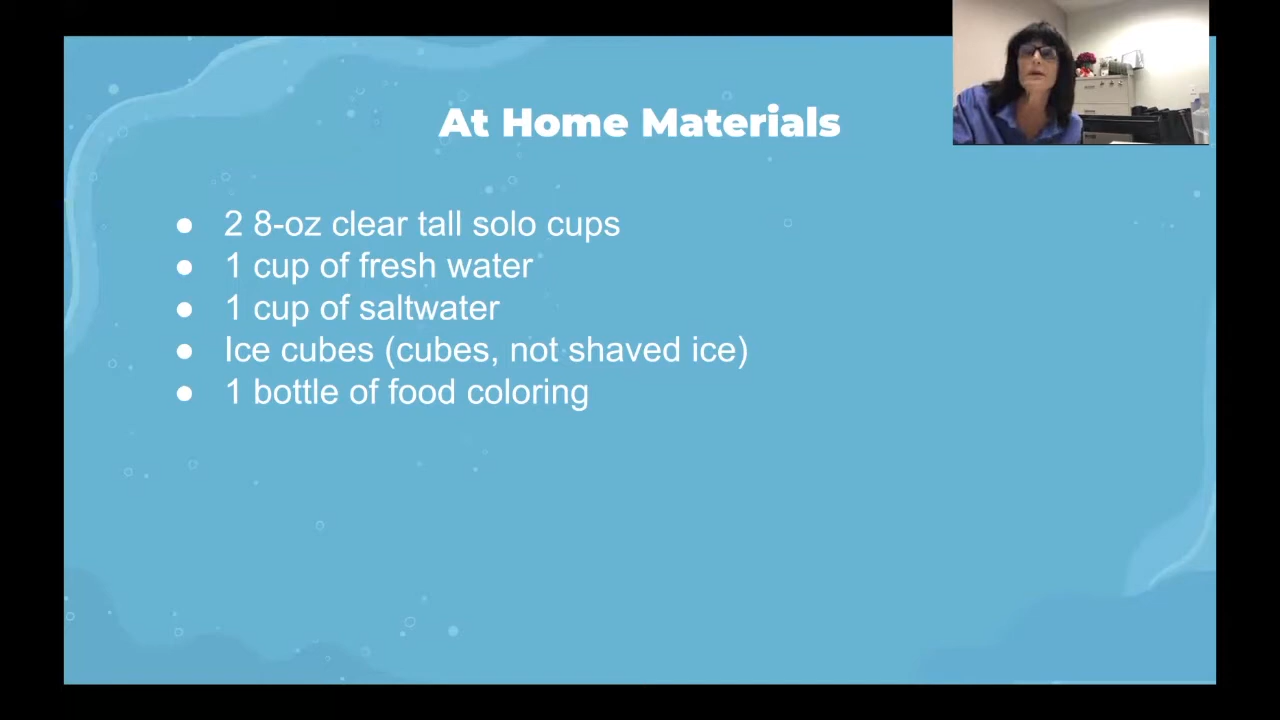 At Home Materials
● 2 8-oz clear tall solo cups
● 1 cup of fresh water
● 1 cup of saltwater
● Ice cubes (cubes, not shaved ice)
● 1 bottle of food coloring